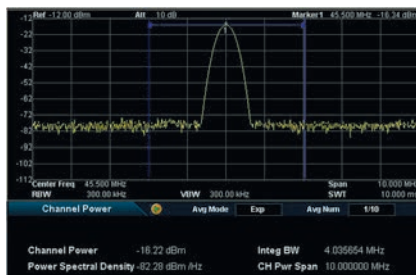 Ref -12.00 dBm Att 10 dB Marker1 45.500 MHz -16.24 dBm
-12
-22
-32
-42
-52
-62
-72
-82
-92
-102
-112
Center Freq 45.500 MHz Span 10.000 MHz
RBW 300.00 kHz VBW 300.00 kHz SWT 10.000 ms
Channel Power Avg Mode Exp Avg Num 1/10
Channel Power -16.22 dBm Integ BW 4.035654 MHz
Power Spectral Density -82.28 dBm /Hz CH Pwr Span 10.000000 MHz